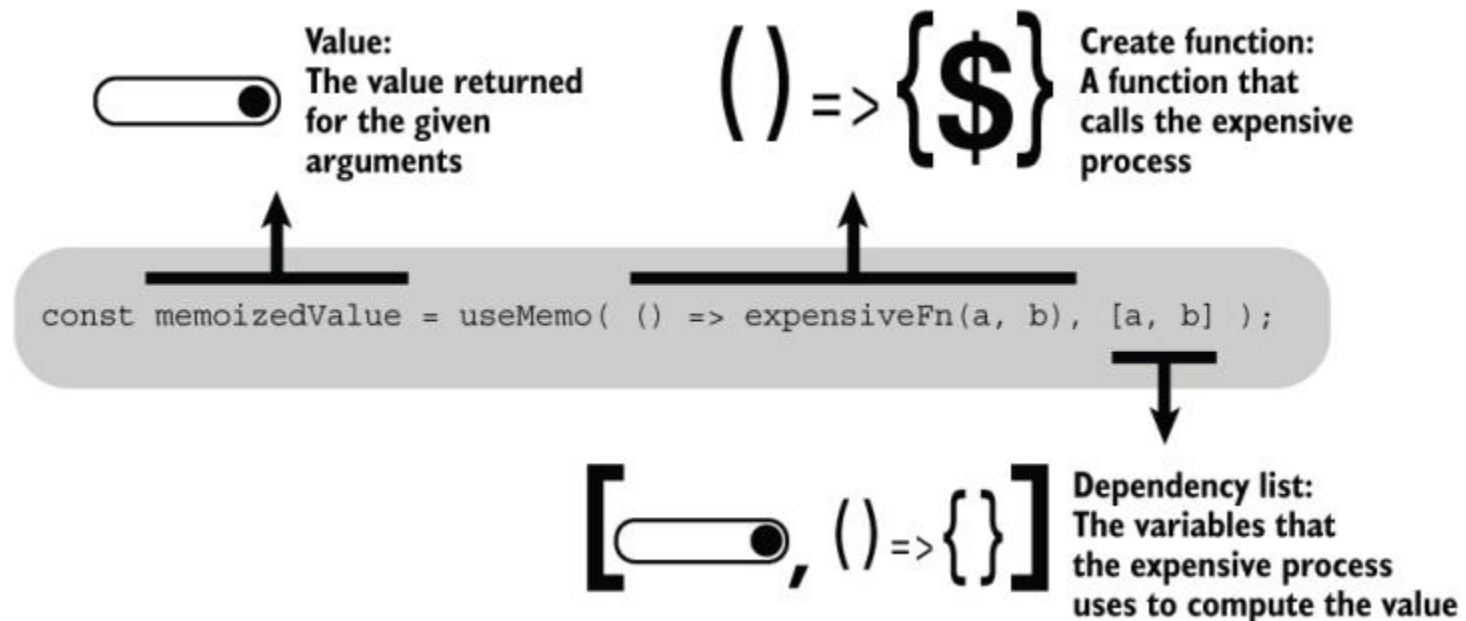 Value:
The value returned
for the given
arguments
() => {$}
Create function:
A function that
calls the expensive
process
const memoizedValue = useMemo( () => expensiveFn(a, b), [a, b] );
[ , () => {} ]
Dependency list:
The variables that
the expensive process
uses to compute the value